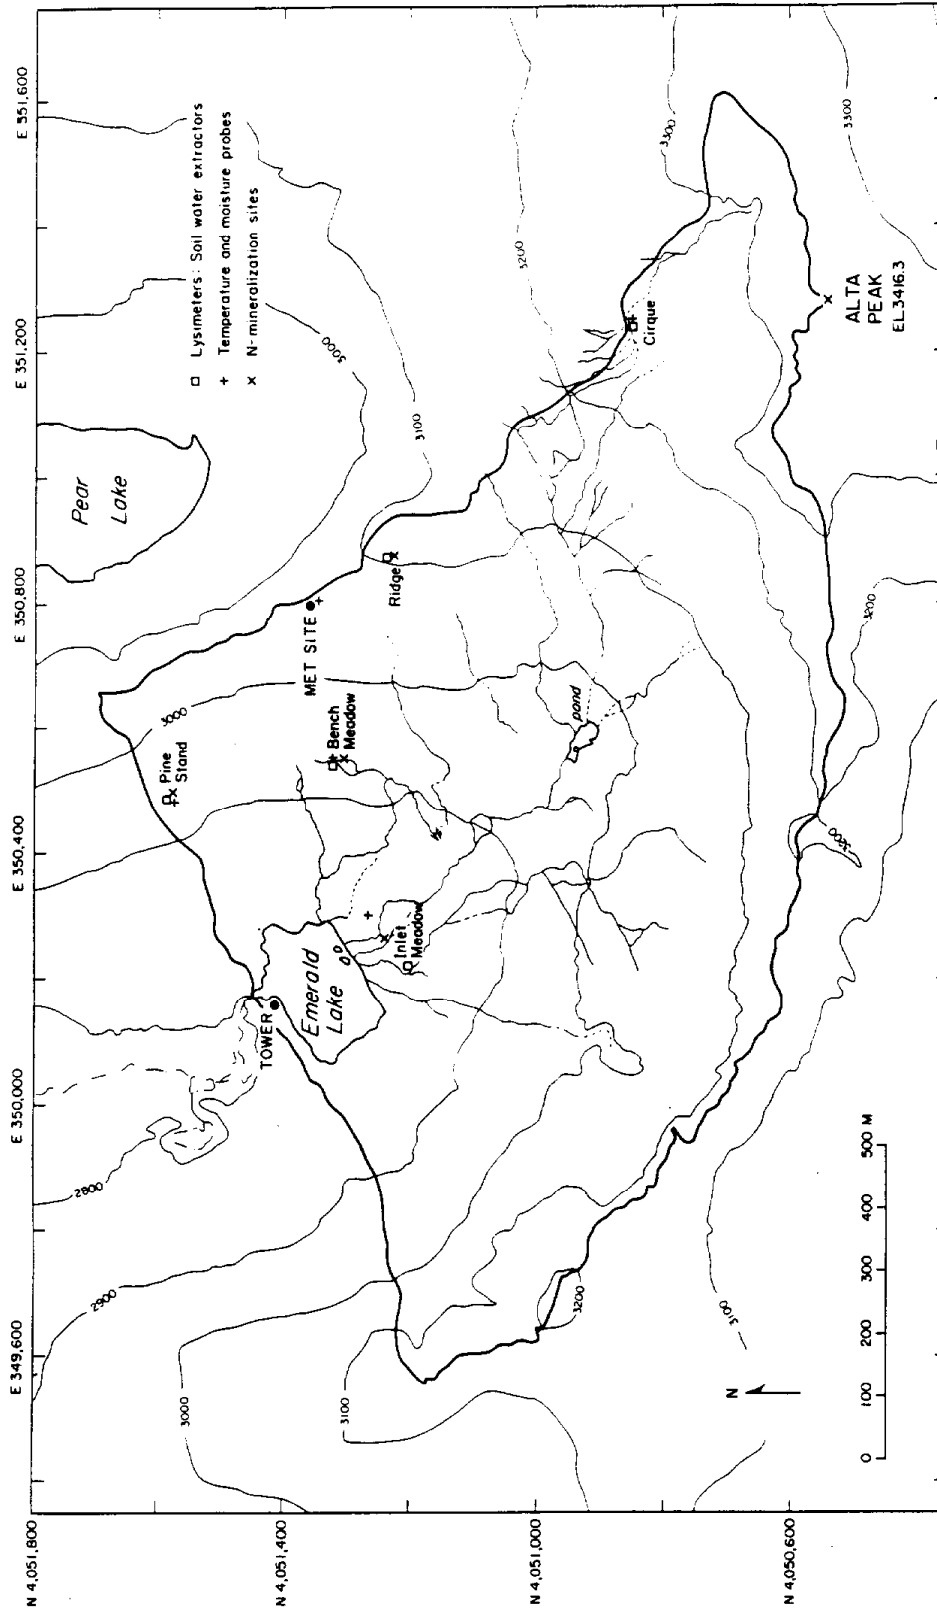 E 349,600
E 350,000
E 350,400
E 350,800
E 351,200
E 351,600
N 4,051,800
N 4,051,400
N 4,051,000
N 4,050,600
Pear
Lake
□ Lysimeters: Soil water extractors
+ Temperature and moisture probes
x N-mineralization sites
2800
2900
3000
3100
3000
3000
3100
3200
3300
3300
3200
3200
3200
3100
Pine
Stand
MET SITE
Bench
Meadow
Ridge
TOWER
Emerald
Lake
Inlet
Meadow
pond
Cirque
x
ALTA
PEAK
EL.3416.3
N
0 100 200 300 400 500 M